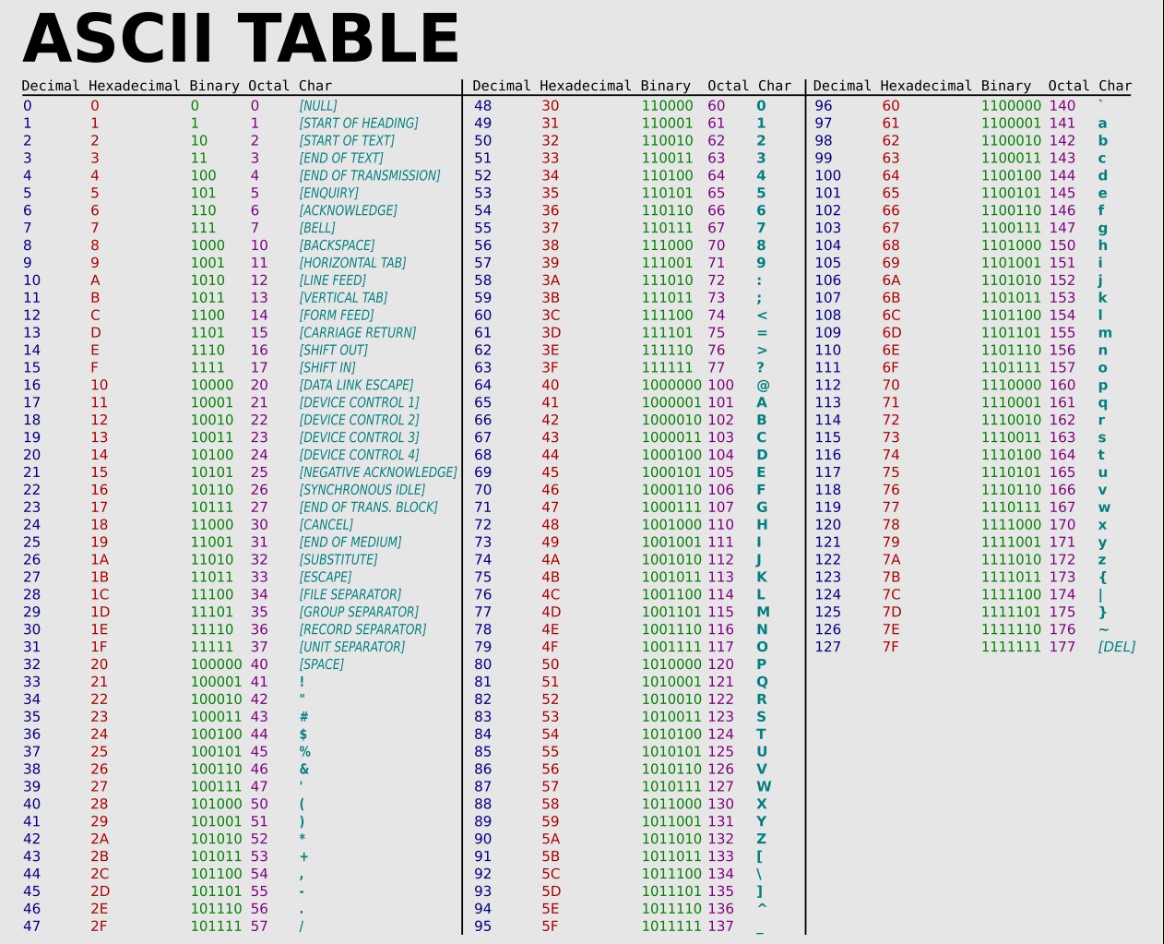 ASCII TABLE
Decimal Hexadecimal Binary Octal Char Decimal Hexadecimal Binary Octal Char Decimal Hexadecimal Binary Octal Char
0 0 0 0 [NULL] 48 30 110000 60 0 96 60 1100000 140 `
1 1 1 1 [START OF HEADING] 49 31 110001 61 1 97 61 1100001 141 a
2 2 10 2 [START OF TEXT] 50 32 110010 62 2 98 62 1100010 142 b
3 3 11 3 [END OF TEXT] 51 33 110011 63 3 99 63 1100011 143 c
4 4 100 4 [END OF TRANSMISSION] 52 34 110100 64 4 100 64 1100100 144 d
5 5 101 5 [ENQUIRY] 53 35 110101 65 5 101 65 1100101 145 e
6 6 110 6 [ACKNOWLEDGE] 54 36 110110 66 6 102 66 1100110 146 f
7 7 111 7 [BELL] 55 37 110111 67 7 103 67 1100111 147 g
8 8 1000 10 [BACKSPACE] 56 38 111000 70 8 104 68 1101000 150 h
9 9 1001 11 [HORIZONTAL TAB] 57 39 111001 71 9 105 69 1101001 151 i
10 A 1010 12 [LINE FEED] 58 3A 111010 72 : 106 6A 1101010 152 j
11 B 1011 13 [VERTICAL TAB] 59 3B 111011 73 ; 107 6B 1101011 153 k
12 C 1100 14 [FORM FEED] 60 3C 111100 74 < 108 6C 1101100 154 l
13 D 1101 15 [CARRIAGE RETURN] 61 3D 111101 75 = 109 6D 1101101 155 m
14 E 1110 16 [SHIFT OUT] 62 3E 111110 76 > 110 6E 1101110 156 n
15 F 1111 17 [SHIFT IN] 63 3F 111111 77 ? 111 6F 1101111 157 o
16 10 10000 20 [DATA LINK ESCAPE] 64 40 1000000 100 @ 112 70 1110000 160 p
17 11 10001 21 [DEVICE CONTROL 1] 65 41 1000001 101 A 113 71 1110001 161 q
18 12 10010 22 [DEVICE CONTROL 2] 66 42 1000010 102 B 114 72 1110010 162 r
19 13 10011 23 [DEVICE CONTROL 3] 67 43 1000011 103 C 115 73 1110011 163 s
20 14 10100 24 [DEVICE CONTROL 4] 68 44 1000100 104 D 116 74 1110100 164 t
21 15 10101 25 [NEGATIVE ACKNOWLEDGE] 69 45 1000101 105 E 117 75 1110101 165 u
22 16 10110 26 [SYNCHRONOUS IDLE] 70 46 1000110 106 F 118 76 1110110 166 v
23 17 10111 27 [END OF TRANS. BLOCK] 71 47 1000111 107 G 119 77 1110111 167 w
24 18 11000 30 [CANCEL] 72 48 1001000 110 H 120 78 1111000 170 x
25 19 11001 31 [END OF MEDIUM] 73 49 1001001 111 I 121 79 1111001 171 y
26 1A 11010 32 [SUBSTITUTE] 74 4A 1001010 112 J 122 7A 1111010 172 z
27 1B 11011 33 [ESCAPE] 75 4B 1001011 113 K 123 7B 1111011 173 {
28 1C 11100 34 [FILE SEPARATOR] 76 4C 1001100 114 L 124 7C 1111100 174 |
29 1D 11101 35 [GROUP SEPARATOR] 77 4D 1001101 115 M 125 7D 1111101 175 }
30 1E 11110 36 [RECORD SEPARATOR] 78 4E 1001110 116 N 126 7E 1111110 176 ~
31 1F 11111 37 [UNIT SEPARATOR] 79 4F 1001111 117 O 127 7F 1111111 177 [DEL]
32 20 100000 40 [SPACE] 80 50 1010000 120 P
33 21 100001 41 ! 81 51 1010001 121 Q
34 22 100010 42 " 82 52 1010010 122 R
35 23 100011 43 # 83 53 1010011 123 S
36 24 100100 44 $ 84 54 1010100 124 T
37 25 100101 45 % 85 55 1010101 125 U
38 26 100110 46 & 86 56 1010110 126 V
39 27 100111 47 ' 87 57 1010111 127 W
40 28 101000 50 ( 88 58 1011000 130 X
41 29 101001 51 ) 89 59 1011001 131 Y
42 2A 101010 52 * 90 5A 1011010 132 Z
43 2B 101011 53 + 91 5B 1011011 133 [
44 2C 101100 54 , 92 5C 1011100 134 \
45 2D 101101 55 - 93 5D 1011101 135 ]
46 2E 101110 56 . 94 5E 1011110 136 ^
47 2F 101111 57 / 95 5F 1011111 137 _